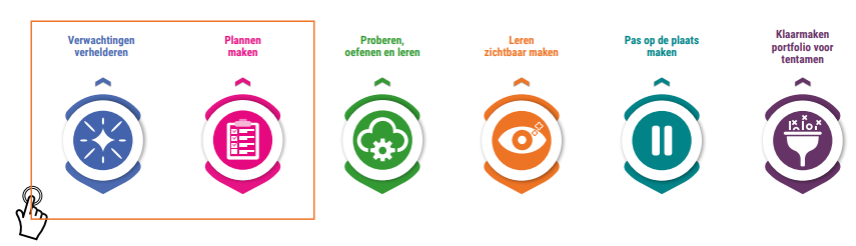 Verwachtingen
verhelderen
Plannen
maken
Proberen,
oefenen en leren
Leren
zichtbaar maken
Pas op de plaats
maken
Klaarmaken
portfolio voor
tentamen